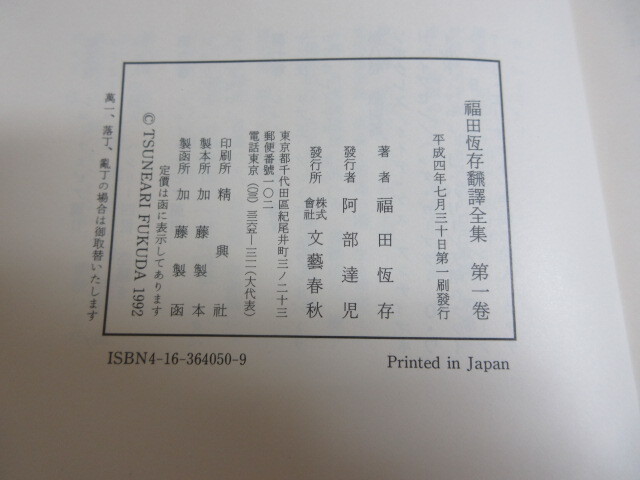 福田恆存飜譯全集　第一卷
平成四年七月三十日第一刷發行
著者　福田恆存
發行者　阿部達児
發行所　株式會社　文藝春秋
東京都千代田區紀尾井町三ノ二十三
郵便番號一〇二
電話東京（〇三）三二六五―一二一一（大代表）
印刷所　精興社
製本所　加藤製本
製函所　加藤製函
定價は函に表示してあります
© TSUNEARI FUKUDA 1992
萬一、落丁、亂丁の場合は御取替いたします
ISBN4-16-364050-9
Printed in Japan